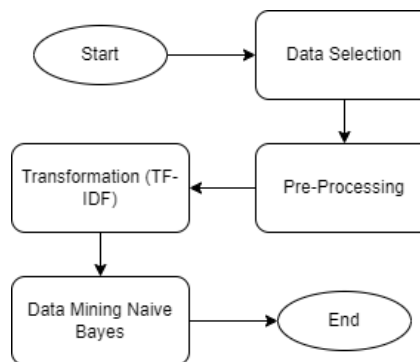 Start
Data Selection
Pre-Processing
Transformation (TF-
IDF)
Data Mining Naive
Bayes
End